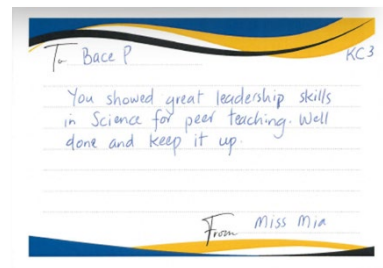 To Bace P
KC3
You showed great leadership skills
in Science for peer teaching. Well
done and keep it up.
From Miss Mia